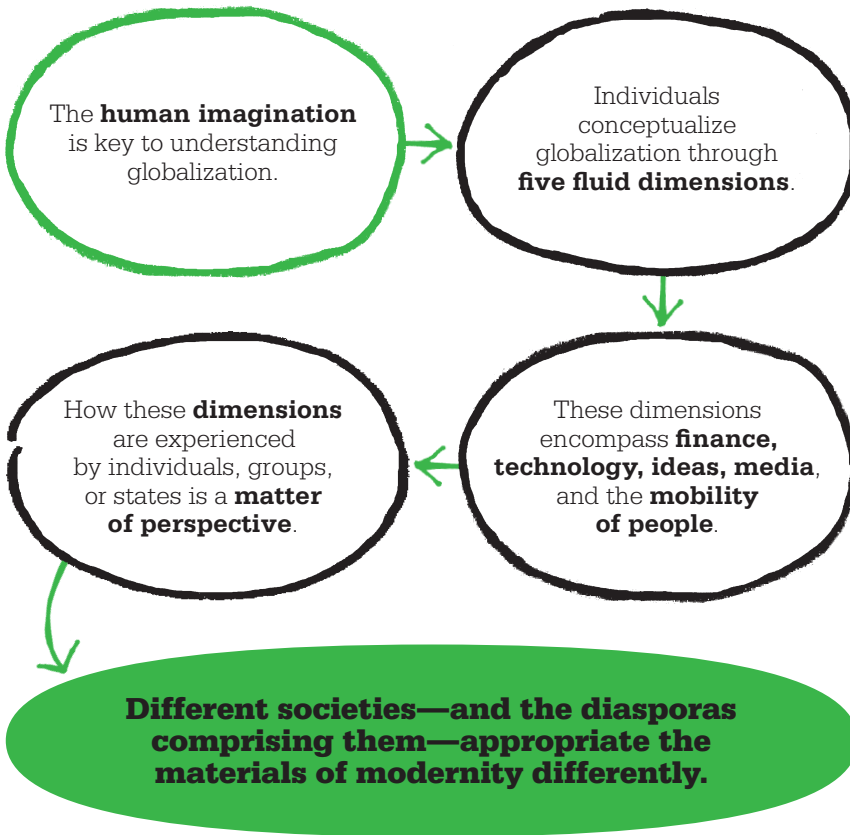 The human imagination
is key to understanding
globalization.
Individuals
conceptualize
globalization through
five fluid dimensions.
These dimensions
encompass finance,
technology, ideas, media,
and the mobility
of people.
How these dimensions
are experienced
by individuals, groups,
or states is a matter
of perspective.
Different societies—and the diasporas
comprising them—appropriate the
materials of modernity differently.